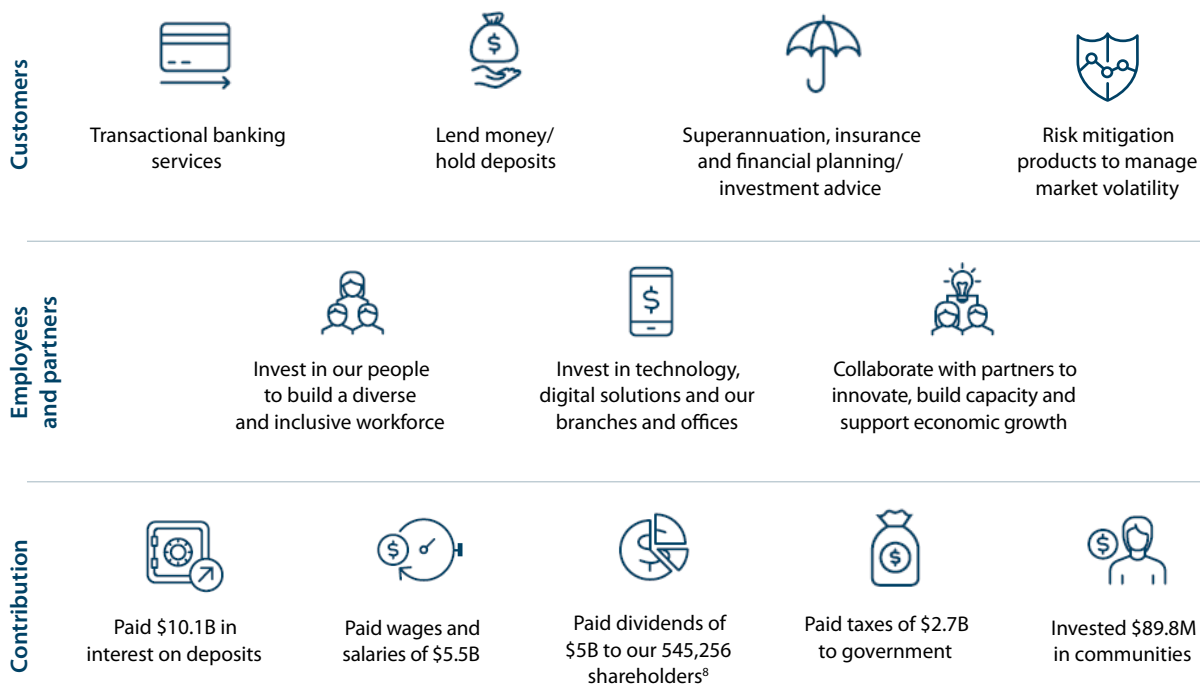 Customers
Transactional banking
services
Lend money/
hold deposits
Superannuation, insurance
and financial planning/
investment advice
Risk mitigation
products to manage
market volatility
Employees
and partners
Invest in our people
to build a diverse
and inclusive workforce
Invest in technology,
digital solutions and our
branches and offices
Collaborate with partners to
innovate, build capacity and
support economic growth
Contribution
Paid $10.1B in
interest on deposits
Paid wages and
salaries of $5.5B
Paid dividends of
$5B to our 545,256
shareholders⁸
Paid taxes of $2.7B
to government
Invested $89.8M
in communities